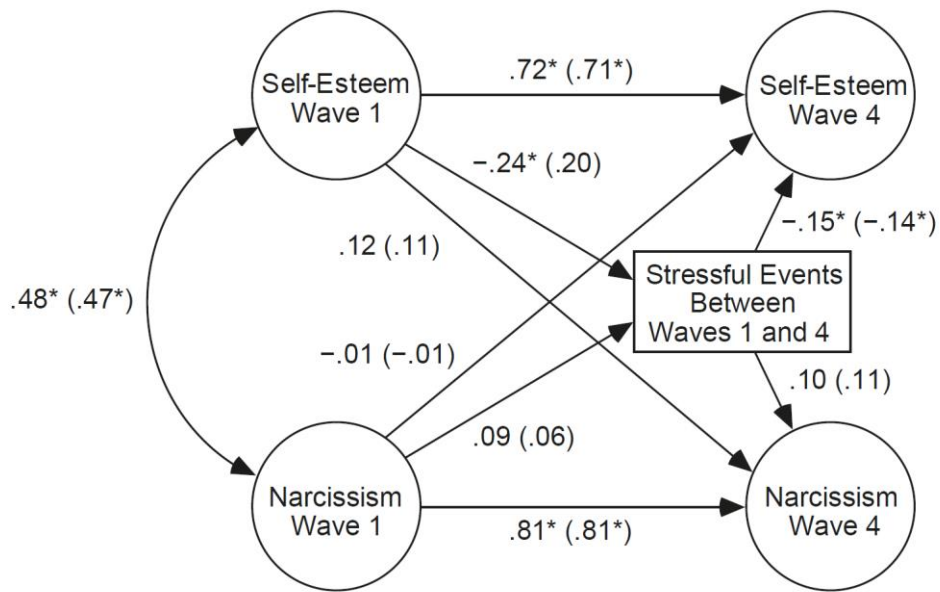 Self-Esteem
Wave 1
.72* (.71*)
Self-Esteem
Wave 4
−.24* (.20)
−.15* (−.14*)
.12 (.11)
Stressful Events
Between
Waves 1 and 4
.48* (.47*)
−.01 (−.01)
.10 (.11)
.09 (.06)
Narcissism
Wave 1
.81* (.81*)
Narcissism
Wave 4